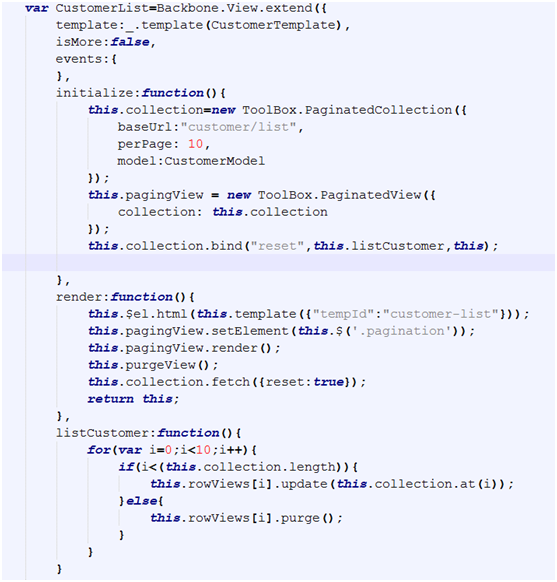 var CustomerList=Backbone.View.extend({
    template:_.template(CustomerTemplate),
    isMore:false,
    events:{
    },
    initialize:function(){
        this.collection=new ToolBox.PaginatedCollection({
            baseUrl:"customer/list",
            perPage: 10,
            model:CustomerModel
        });
        this.pagingView = new ToolBox.PaginatedView({
            collection: this.collection
        });
        this.collection.bind("reset",this.listCustomer,this);
    },
    render:function(){
        this.$el.html(this.template({"tempId":"customer-list"}));
        this.pagingView.setElement(this.$('.pagination'));
        this.pagingView.render();
        this.purgeView();
        this.collection.fetch({reset:true});
        return this;
    },
    listCustomer:function(){
        for(var i=0;i<10;i++){
            if(i<(this.collection.length)){
                this.rowViews[i].update(this.collection.at(i));
            }else{
                this.rowViews[i].purge();
            }
        }
    }